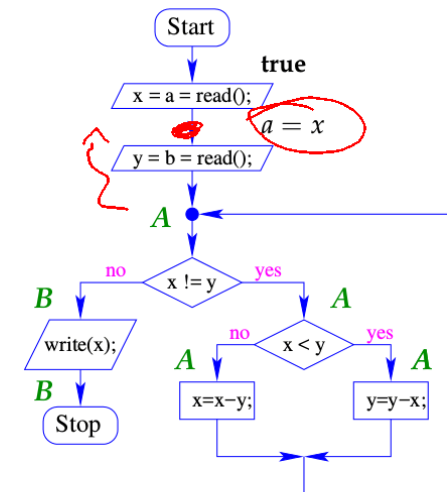 Start
true
x = a = read();
a = x
y = b = read();
A
x != y
no
yes
B
A
write(x);
x < y
no
yes
A
A
B
x=x−y;
y=y−x;
Stop